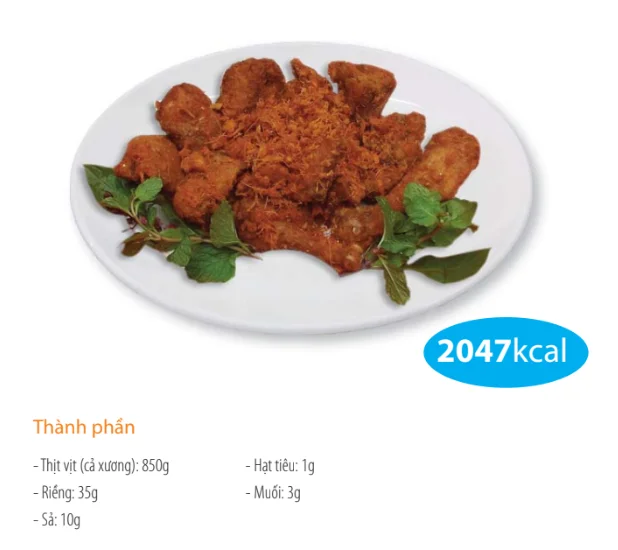 2047kcal
Thành phần
- Thịt vịt (cả xương): 850g
- Riềng: 35g
- Sả: 10g
- Hạt tiêu: 1g
- Muối: 3g